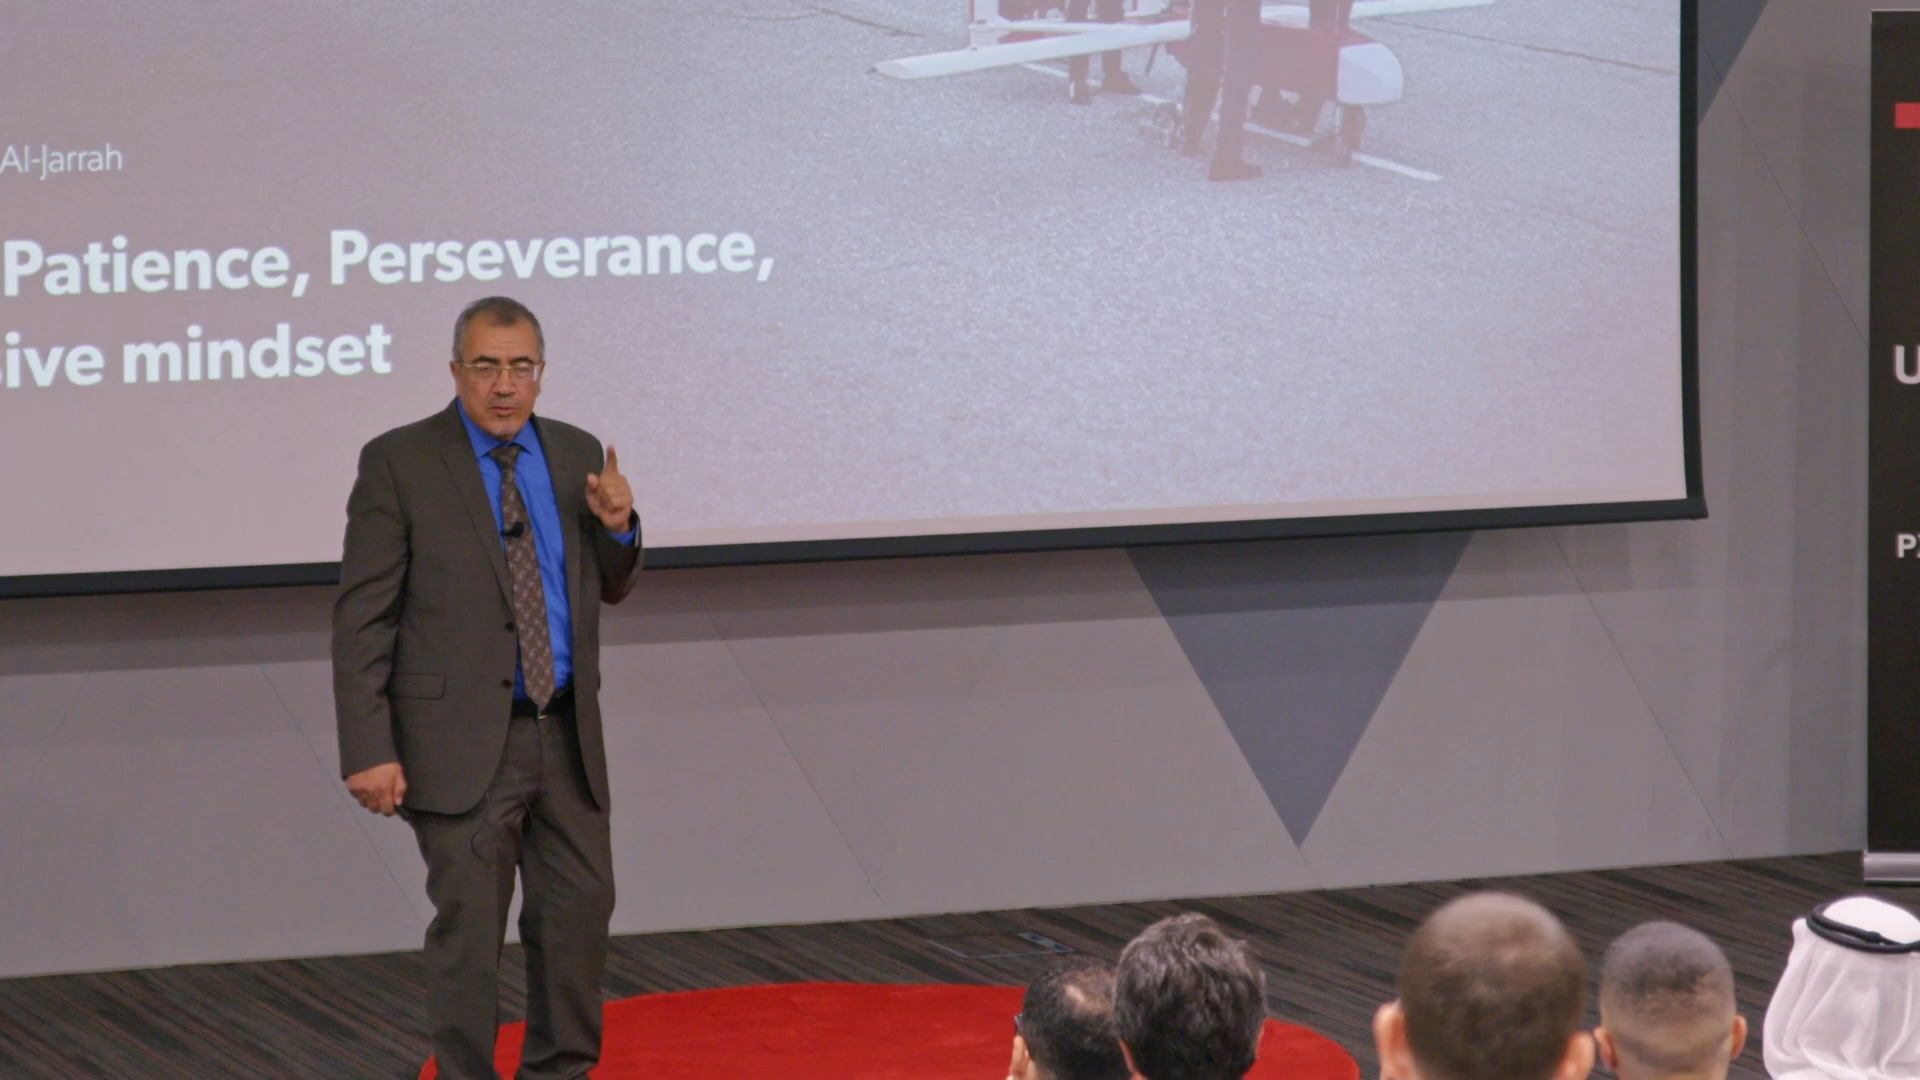 Al-Jarrah
Patience, Perseverance,
sive mindset
U
P